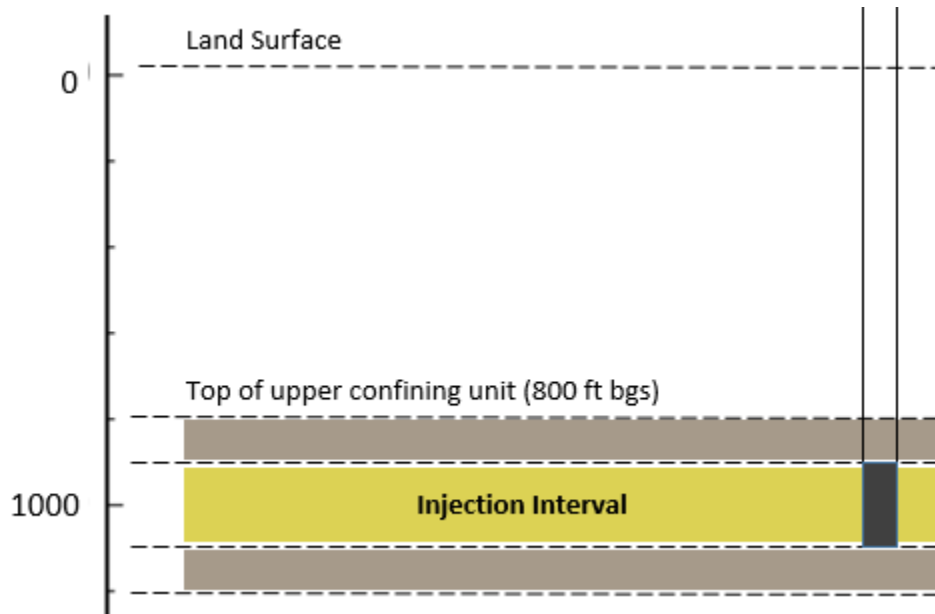 Land Surface
0
Top of upper confining unit (800 ft bgs)
1000
Injection Interval